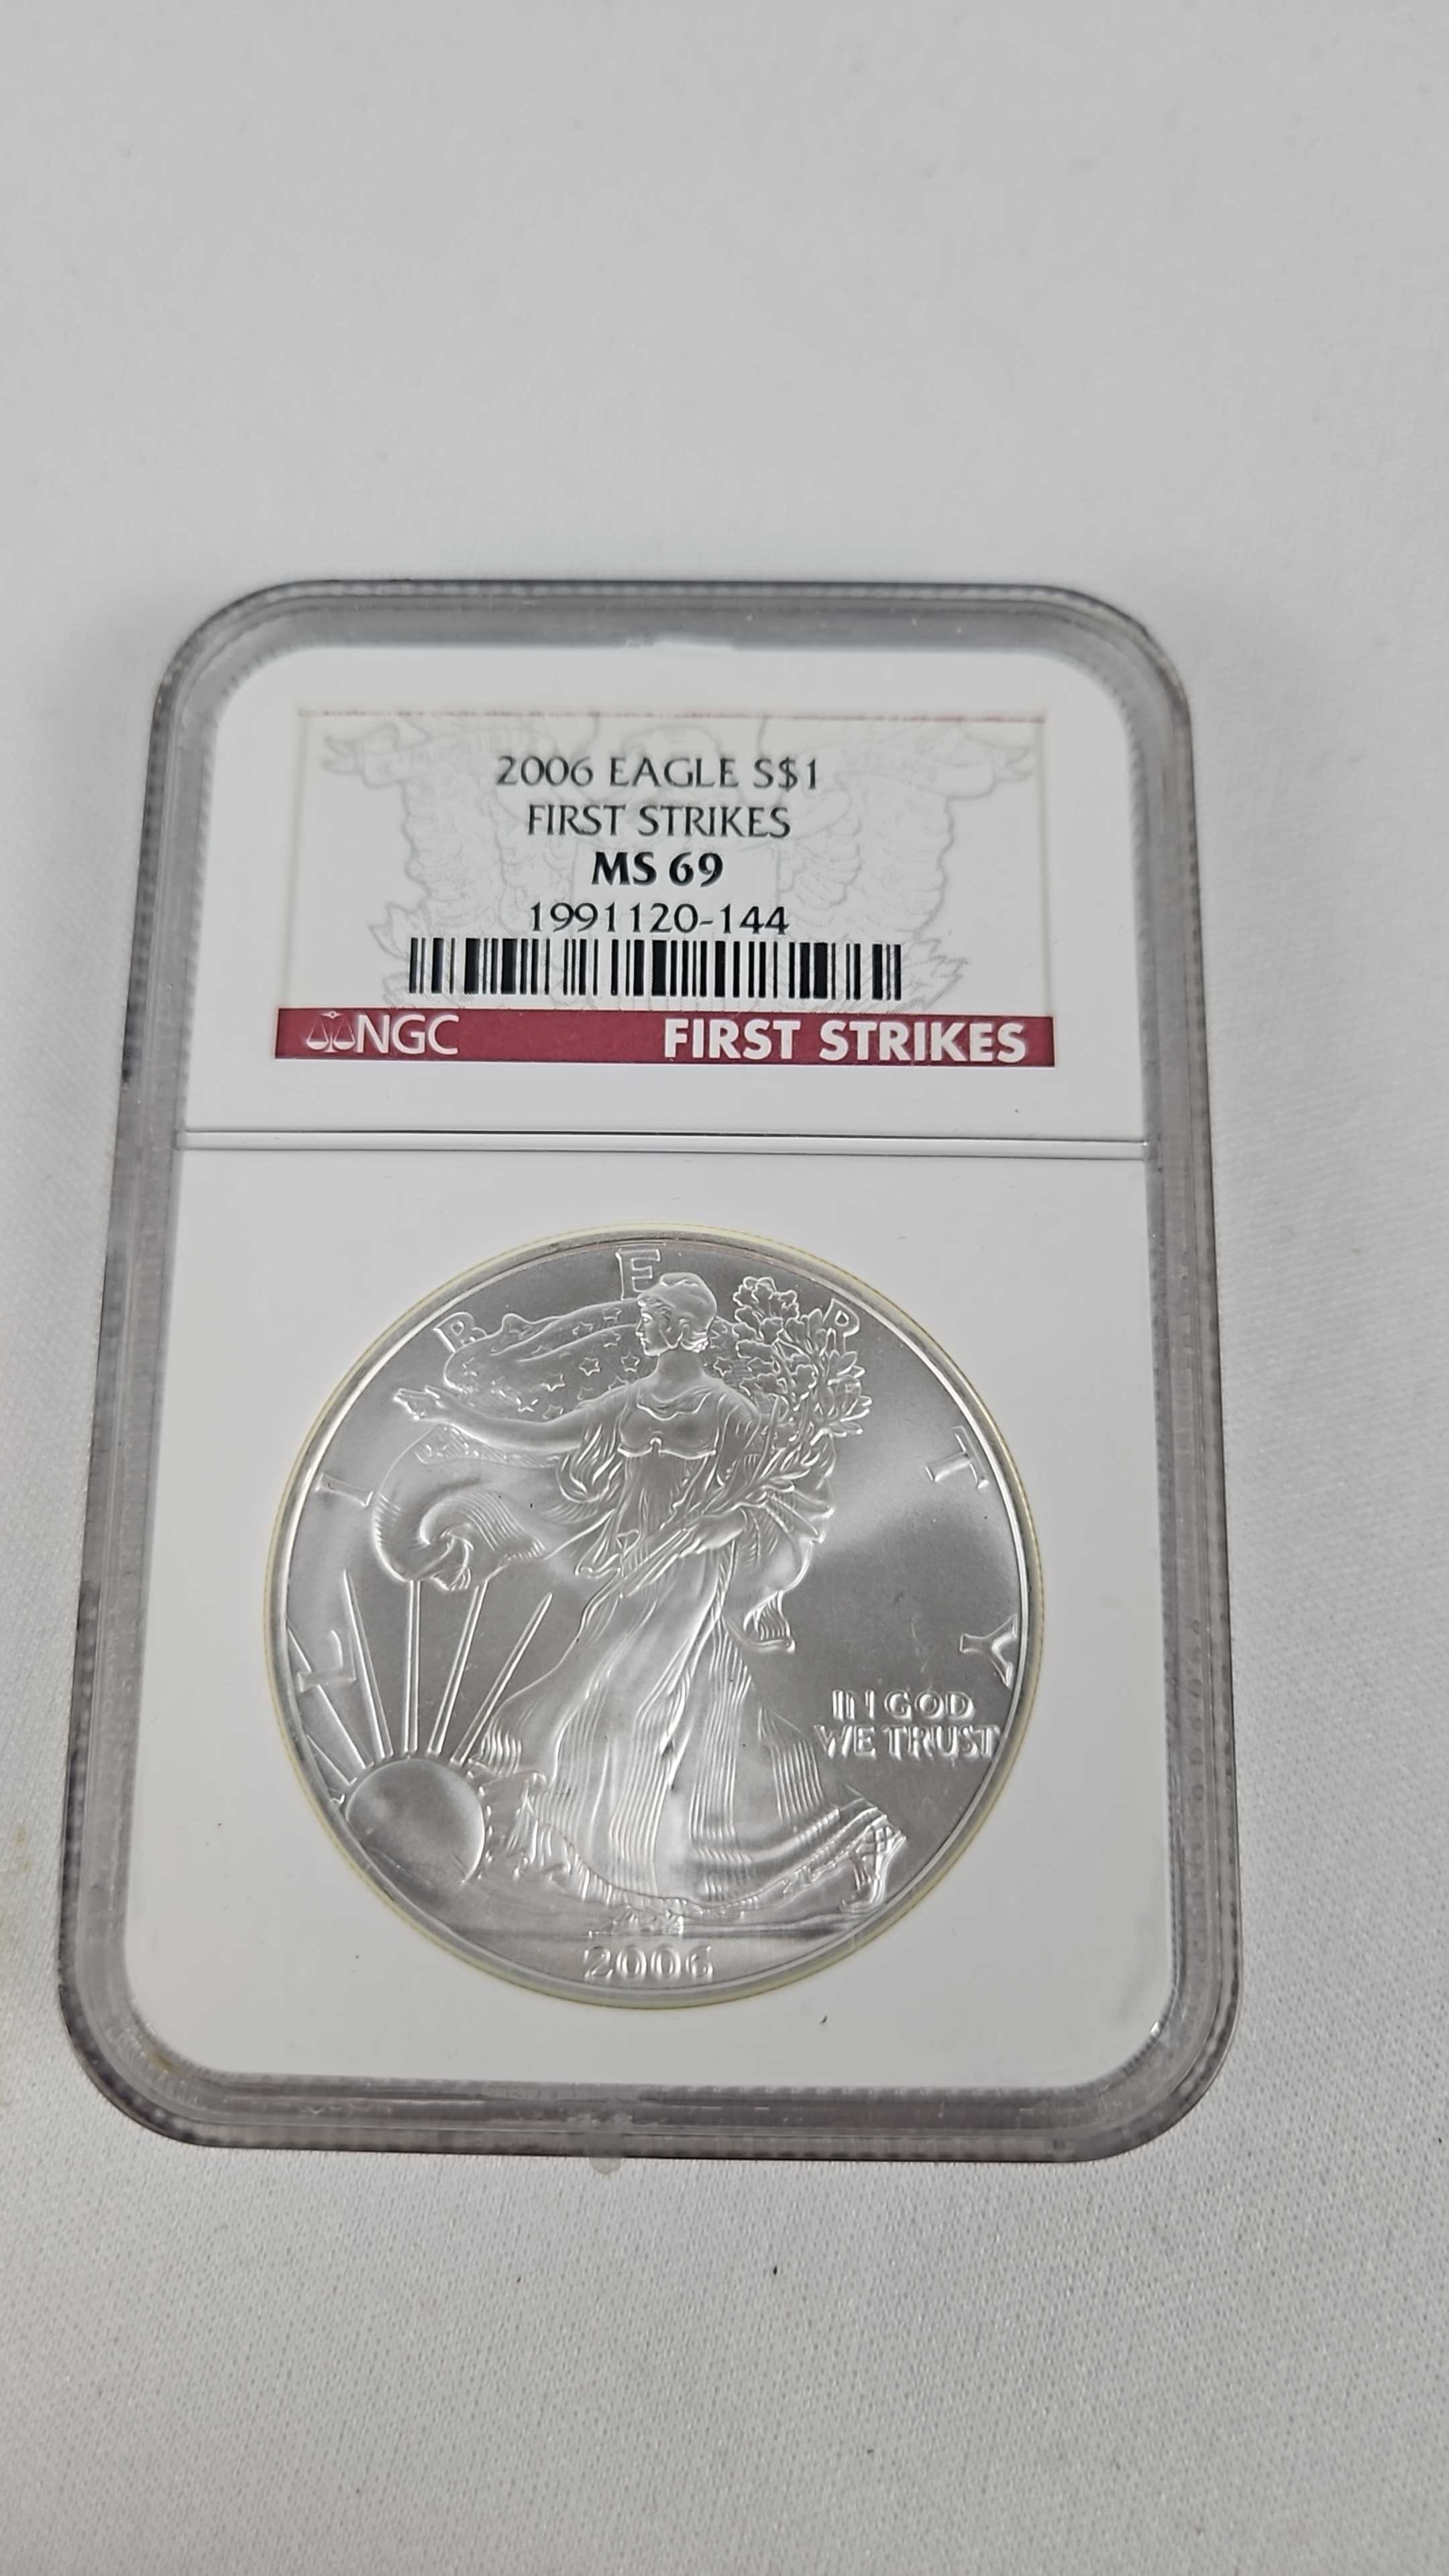 2006 EAGLE S$1
FIRST STRIKES
MS 69
1991120-144
NGC FIRST STRIKES
LIBERTY
IN GOD
WE TRUST
2006